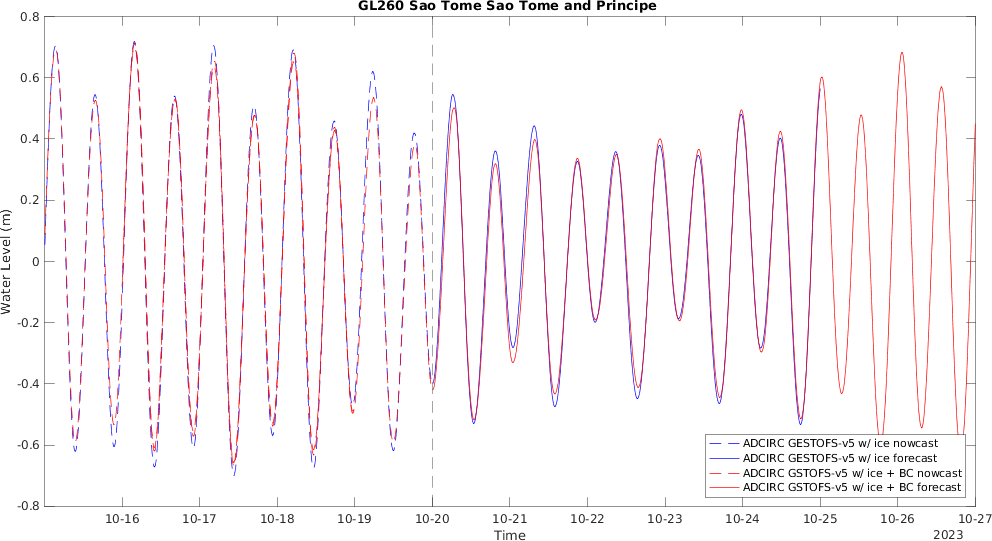 GL260 Sao Tome Sao Tome and Principe
Water Level (m)
0.8
0.6
0.4
0.2
0
-0.2
-0.4
-0.6
-0.8
ADCIRC GESTOFS-v5 w/ ice nowcast
ADCIRC GESTOFS-v5 w/ ice forecast
ADCIRC GSTOFS-v5 w/ ice + BC nowcast
ADCIRC GSTOFS-v5 w/ ice + BC forecast
10-16 10-17 10-18 10-19 10-20 10-21 10-22 10-23 10-24 10-25 10-26 10-27
Time
2023